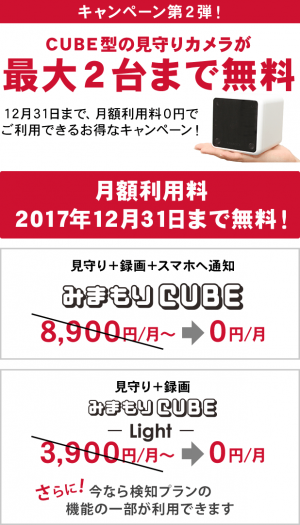 キャンペーン第2弾！
CUBE型の見守りカメラが
最大2台まで無料
12月31日まで、月額利用料0円で
ご利用できるお得なキャンペーン！
月額利用料
2017年12月31日まで無料！
見守り＋録画＋スマホへ通知
みまもりCUBE
8,900円/月〜 0円/月
見守り＋録画
みまもりCUBE
― Light ―
3,900円/月〜 0円/月
さらに！ 今なら検知プランの
機能の一部が利用できます